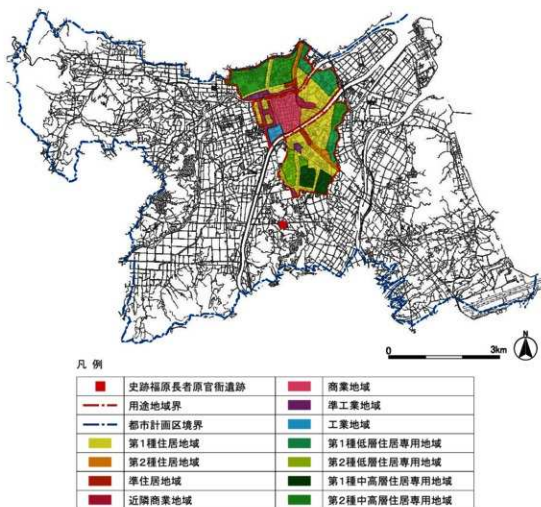 0 3km
N
凡 例
史跡福原長者原官衙遺跡
商業地域
用途地域界
準工業地域
都市計画区境界
工業地域
第1種住居地域
第1種低層住居専用地域
第2種住居地域
第2種低層住居専用地域
準住居地域
第1種中高層住居専用地域
近隣商業地域
第2種中高層住居専用地域